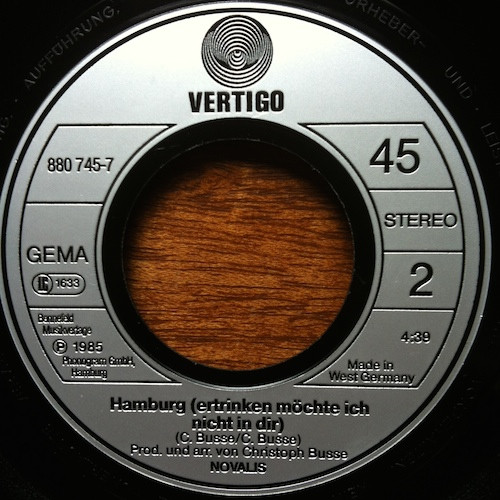 AUFFÜHRUNG.
URHEBER-
UND
VERTIGO
880 745-7
45
STEREO
GEMA
LC 1633
2
Bennefeld
Musikverlage
℗ 1985
Phonogram GmbH,
Hamburg
4:39
Made in
West Germany
Hamburg (ertrinken möchte ich
nicht in dir)
(C. Busse/C. Busse)
Prod. und arr. von Christoph Busse
NOVALIS